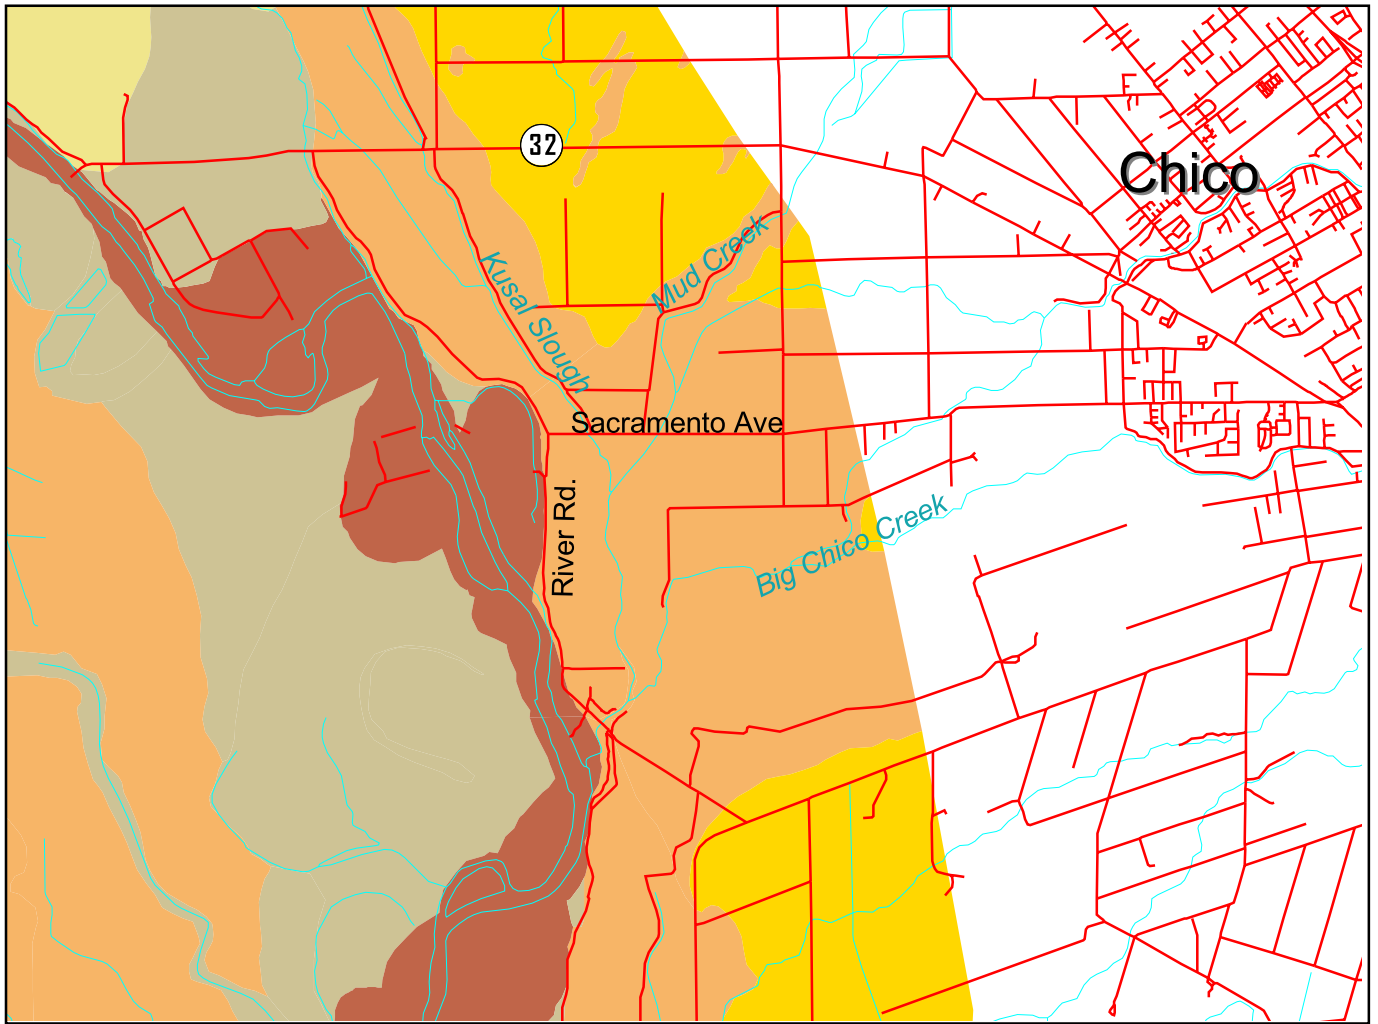 32
Chico
Mud Creek
Kusal Slough
Sacramento Ave
River Rd.
Big Chico Creek